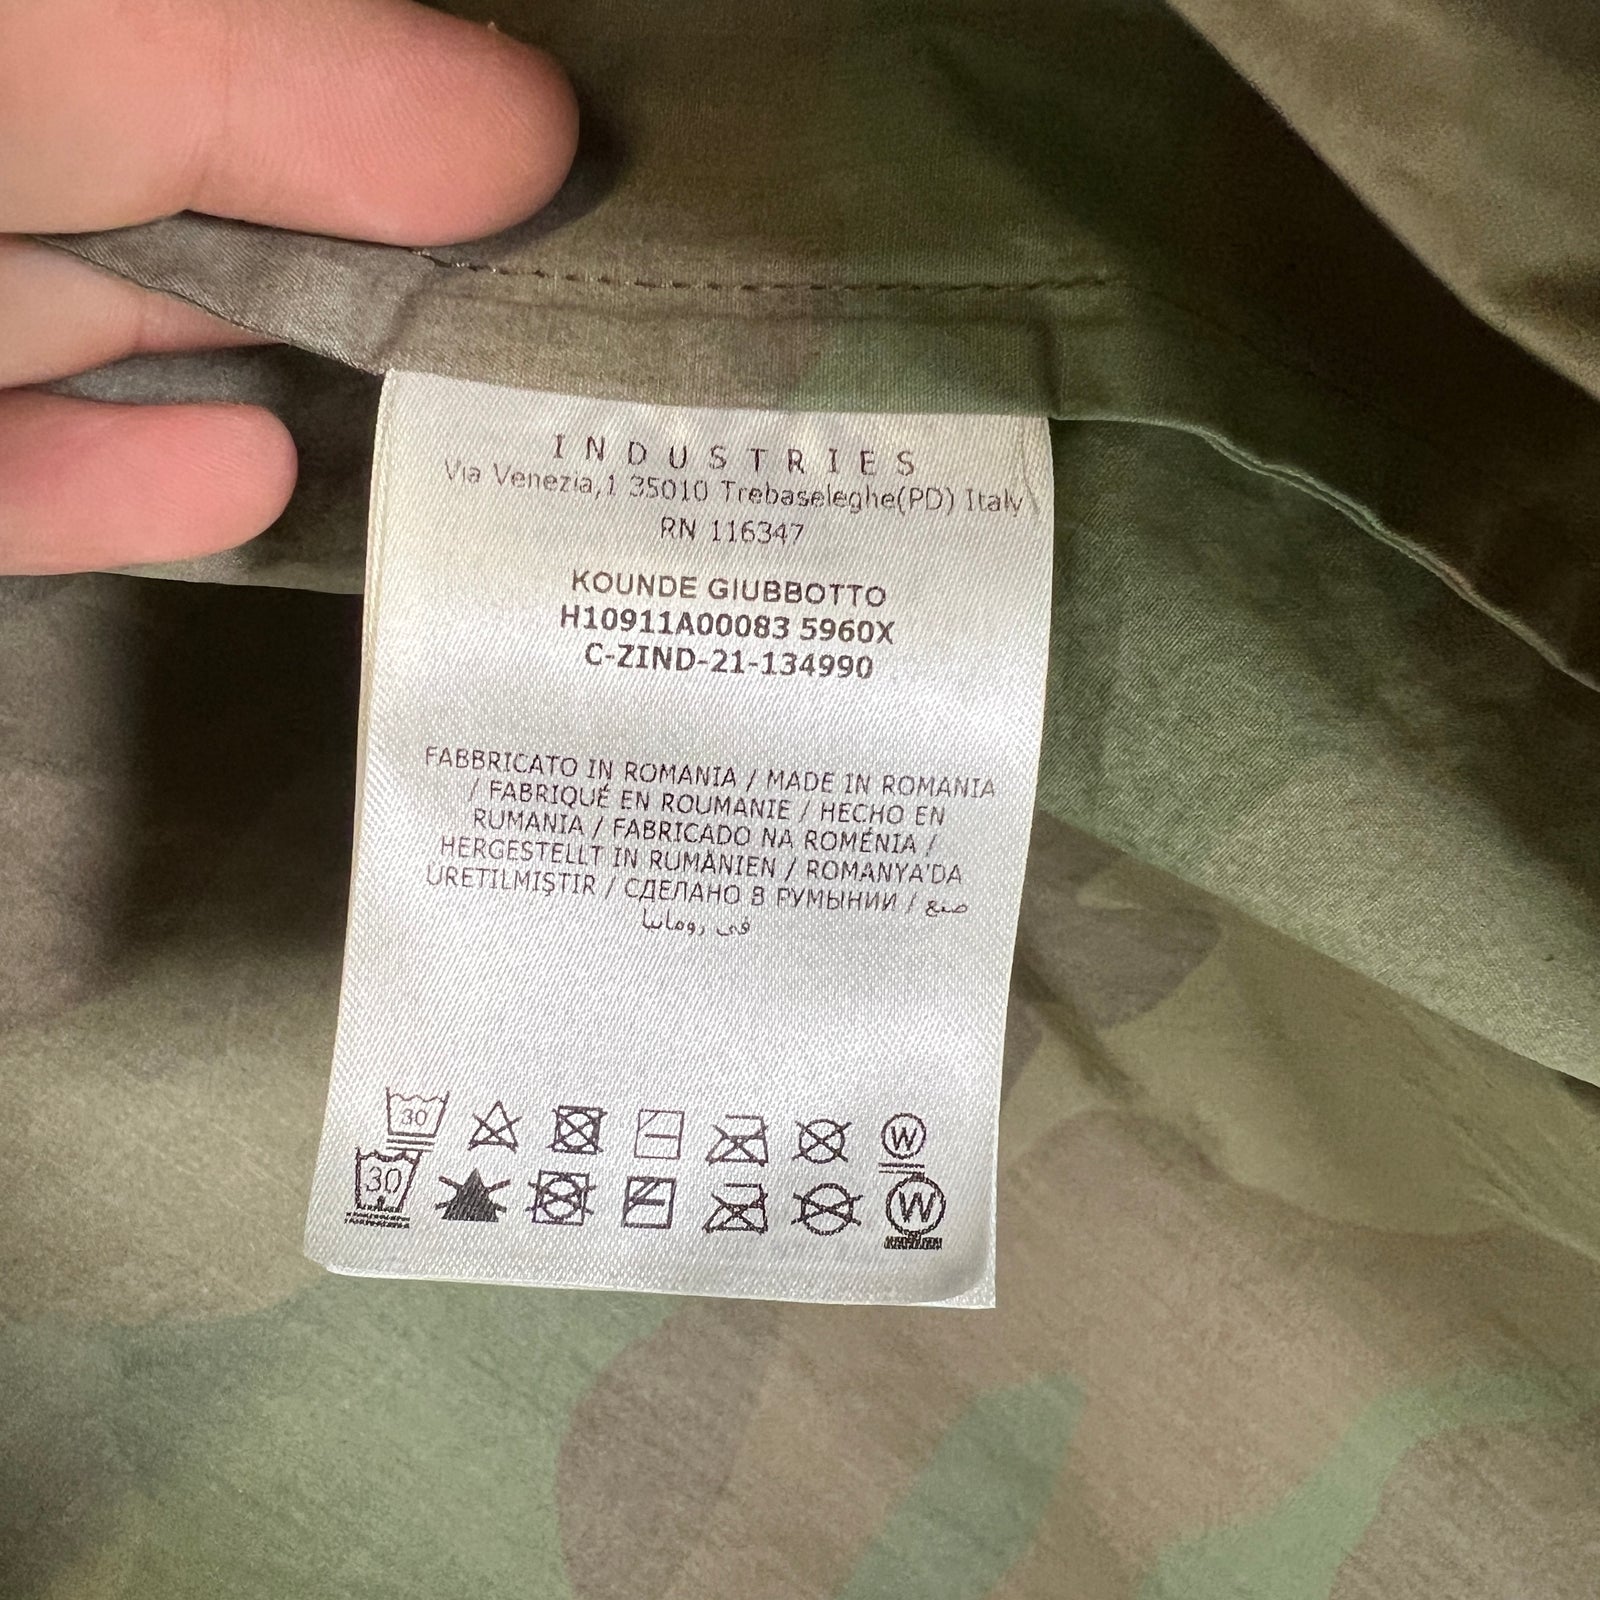 INDUSTRIES
Via Venezia,1 35010 Trebaseleghe(PD) Italy
RN 116347
KOUNDE GIUBBOTTO
H10911A00083 5960X
C-ZIND-21-134990
FABBRICATO IN ROMANIA / MADE IN ROMANIA
/ FABRIQUÉ EN ROUMANIE / HECHO EN
RUMANIA / FABRICADO NA ROMÉNIA /
HERGESTELLT IN RUMÄNIEN / ROMANYA'DA
ÜRETILMIŞTIR / СДЕЛАНО В РУМЫНИИ / صنع
في رومانيا
30 W
30 W